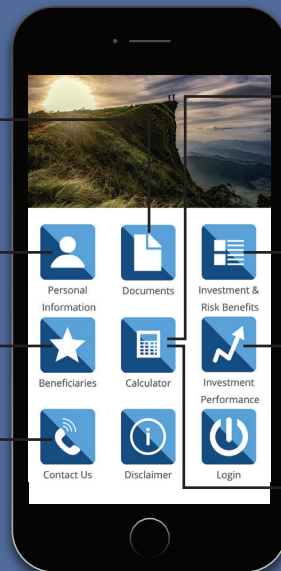 Personal
Information
Documents
Investment &
Risk Benefits
Beneficiaries
Calculator
Investment
Performance
Contact Us
Disclaimer
Login